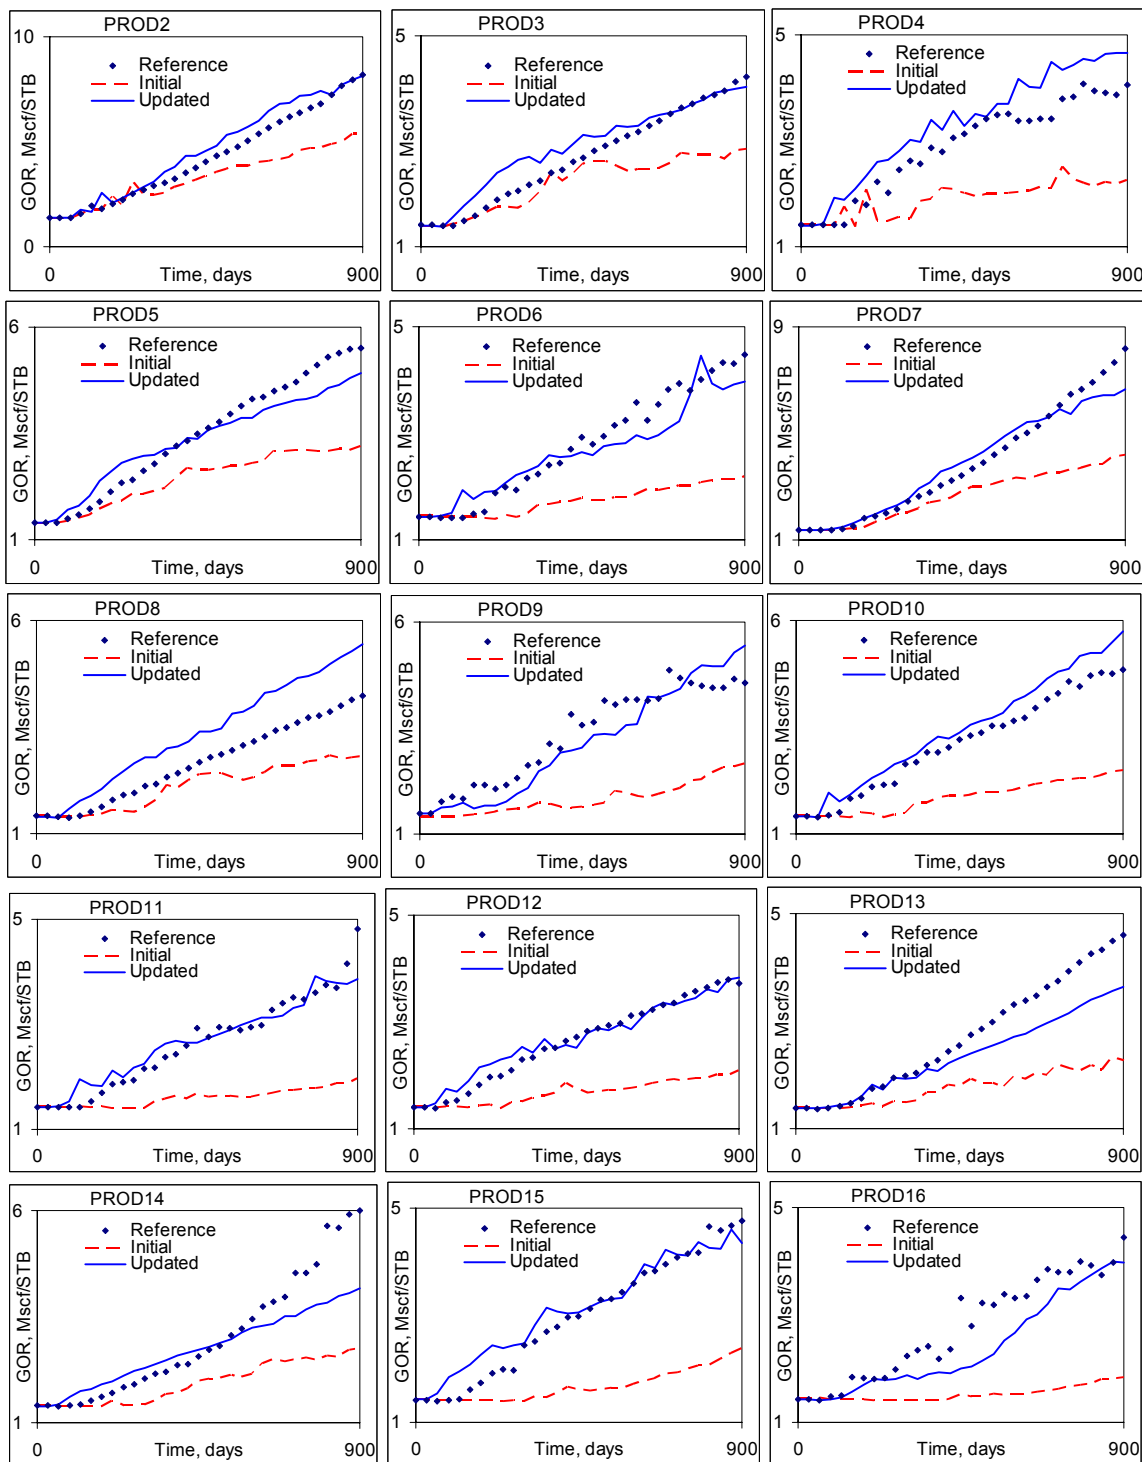 PROD2
10
Reference
Initial
Updated
GOR, Mscf/STB
0
0
Time, days
900
PROD3
5
Reference
Initial
Updated
GOR, Mscf/STB
1
0
Time, days
900
PROD4
5
Reference
Initial
Updated
GOR, Mscf/STB
1
0
Time, days
900
PROD5
6
Reference
Initial
Updated
GOR, Mscf/STB
1
0
Time, days
900
PROD6
5
Reference
Initial
Updated
GOR, Mscf/STB
1
0
Time, days
900
PROD7
9
Reference
Initial
Updated
GOR, Mscf/STB
1
0
Time, days
900
PROD8
6
Reference
Initial
Updated
GOR, Mscf/STB
1
0
Time, days
900
PROD9
6
Reference
Initial
Updated
GOR, Mscf/STB
1
0
Time, days
900
PROD10
6
Reference
Initial
Updated
GOR, Mscf/STB
1
0
Time, days
900
PROD11
5
Reference
Initial
Updated
GOR, Mscf/STB
1
0
Time, days
900
PROD12
5
Reference
Initial
Updated
GOR, Mscf/STB
1
0
Time, days
900
PROD13
5
Reference
Initial
Updated
GOR, Mscf/STB
1
0
Time, days
900
PROD14
6
Reference
Initial
Updated
GOR, Mscf/STB
1
0
Time, days
900
PROD15
5
Reference
Initial
Updated
GOR, Mscf/STB
1
0
Time, days
900
PROD16
5
Reference
Initial
Updated
GOR, Mscf/STB
1
0
Time, days
900